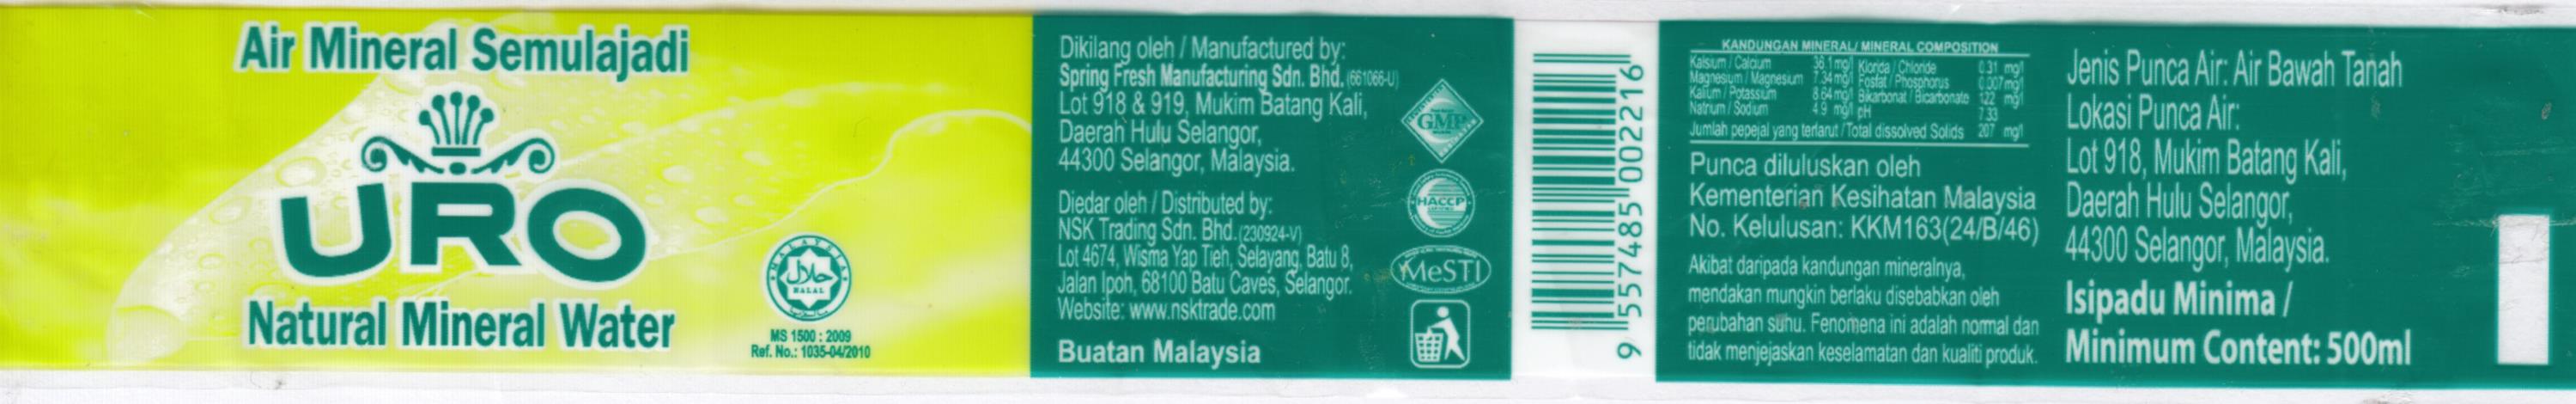 Air Mineral Semulajadi
URO
Natural Mineral Water
MALAYSIA
حلال
HALAL
MS 1500 : 2009
Ref. No.: 1035-04/2010
Dikilang oleh / Manufactured by:
Spring Fresh Manufacturing Sdn. Bhd. (661066-U)
Lot 918 & 919, Mukim Batang Kali,
Daerah Hulu Selangor,
44300 Selangor, Malaysia.
Diedar oleh / Distributed by:
NSK Trading Sdn. Bhd. (230924-V)
Lot 4674, Wisma Yap Tieh, Selayang, Batu 8,
Jalan Ipoh, 68100 Batu Caves, Selangor.
Website: www.nsktrade.com
Buatan Malaysia
GMP
HACCP
MeSTI
9 557485 002216
KANDUNGAN MINERAL/ MINERAL COMPOSITION
Kalsium / Calcium 36.1 mg/l Klorida / Chloride 0.31 mg/l
Magnesium / Magnesium 7.34 mg/l Fosfat / Phosphorus 0.007 mg/l
Kalium / Potassium 8.64 mg/l Bikarbonat / Bicarbonate 122 mg/l
Natrium / Sodium 4.9 mg/l pH 7.33
Jumlah pepejal yang terlarut / Total dissolved Solids 207 mg/l
Punca diluluskan oleh
Kementerian Kesihatan Malaysia
No. Kelulusan: KKM163(24/B/46)
Akibat daripada kandungan mineralnya,
mendakan mungkin berlaku disebabkan oleh
perubahan suhu. Fenomena ini adalah normal dan
tidak menjejaskan keselamatan dan kualiti produk.
Jenis Punca Air: Air Bawah Tanah
Lokasi Punca Air:
Lot 918, Mukim Batang Kali,
Daerah Hulu Selangor,
44300 Selangor, Malaysia.
Isipadu Minima /
Minimum Content: 500ml